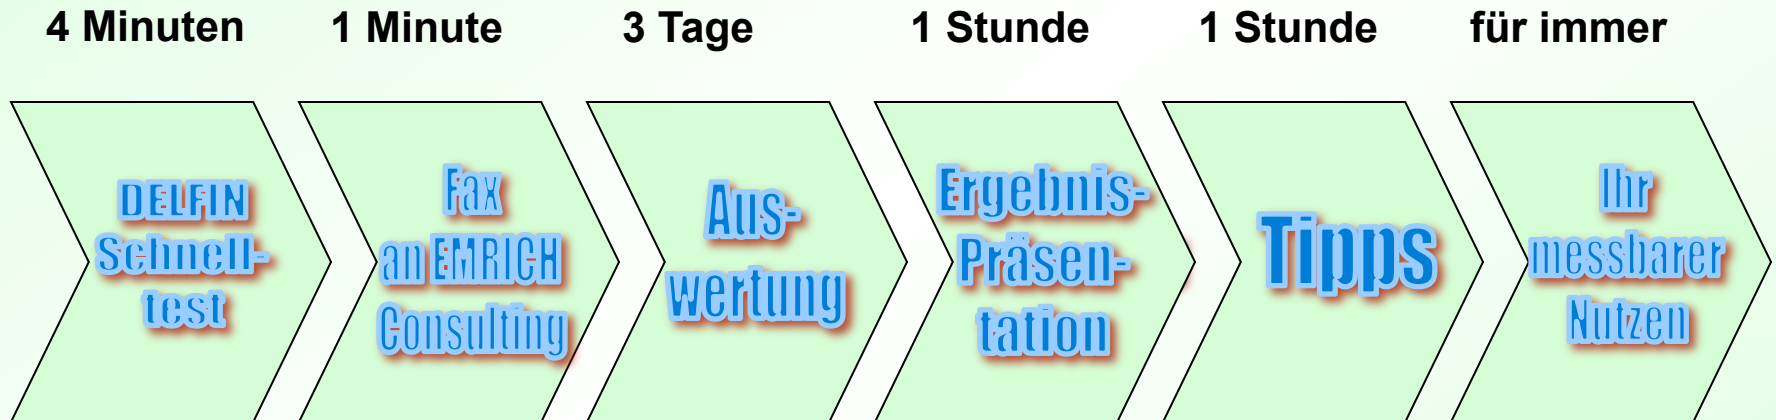 4 Minuten
1 Minute
3 Tage
1 Stunde
1 Stunde
für immer
DELFIN
Schnell-
test
Fax
an EMRICH
Consulting
Aus-
wertung
Ergebnis-
Präsen-
tation
Tipps
Ihr
messbarer
Nutzen